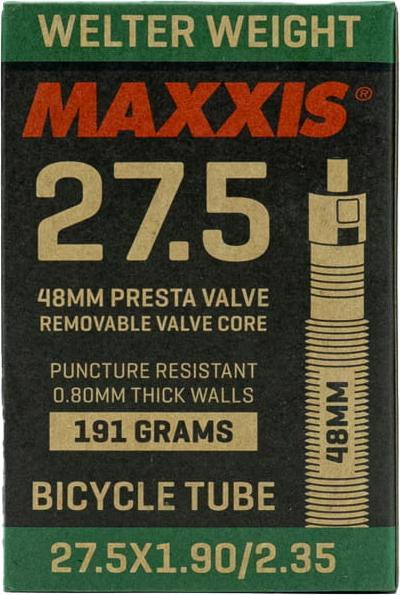 WELTER WEIGHT
MAXXIS®
27.5
48MM PRESTA VALVE
REMOVABLE VALVE CORE
PUNCTURE RESISTANT
0.80MM THICK WALLS
191 GRAMS
48MM
BICYCLE TUBE
27.5X1.90/2.35